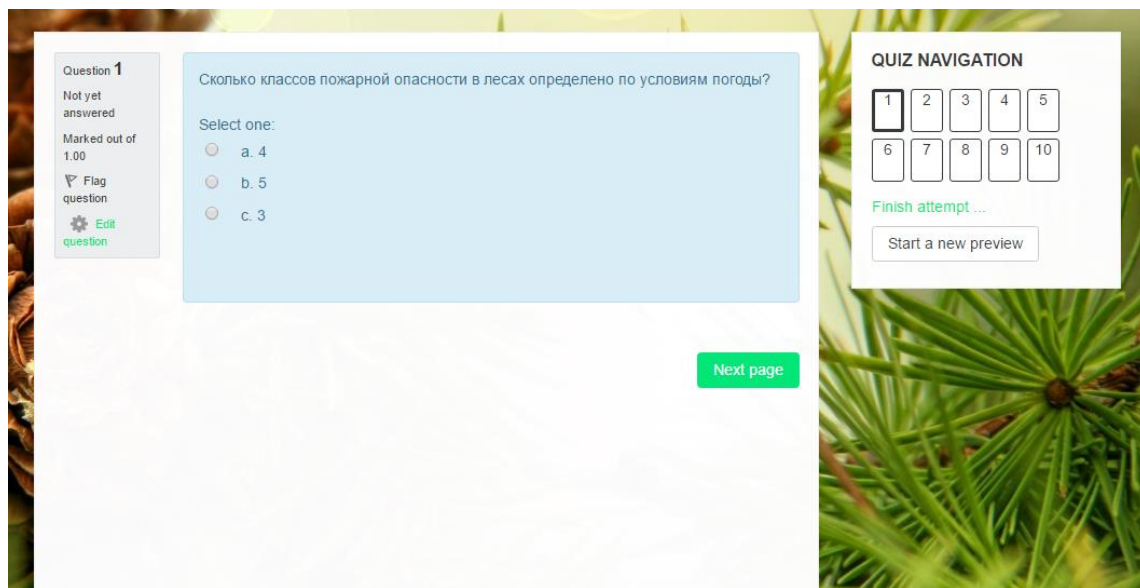 Question 1
Not yet
answered
Marked out of
1.00
Flag
question
Edit
question
Сколько классов пожарной опасности в лесах определено по условиям погоды?
Select one:
a. 4
b. 5
c. 3
Next page
QUIZ NAVIGATION
1 2 3 4 5
6 7 8 9 10
Finish attempt ...
Start a new preview